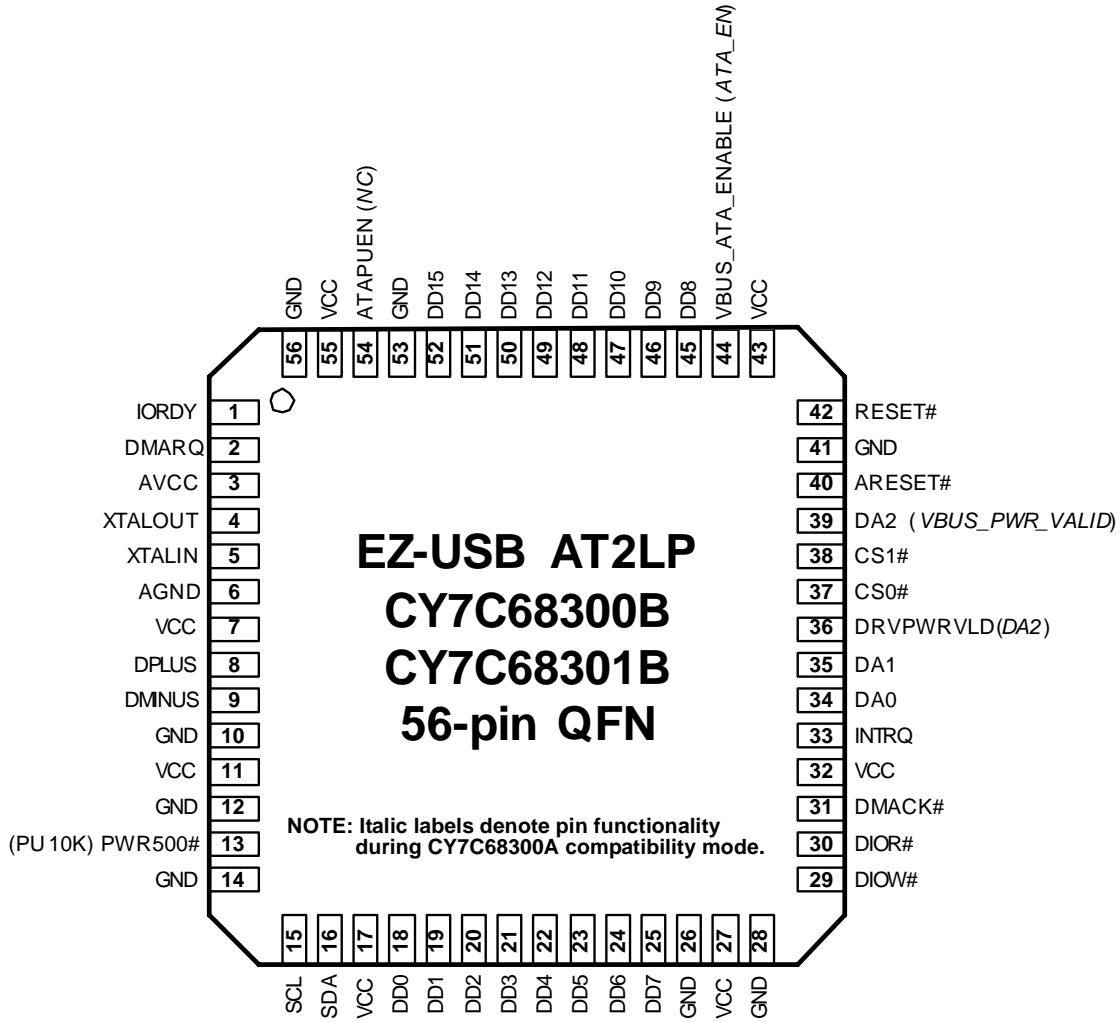 GND
VCC
ATAPUEN (NC)
GND
DD15
DD14
DD13
DD12
DD11
DD10
DD9
DD8
VBUS_ATA_ENABLE (ATA_EN)
VCC
56
55
54
53
52
51
50
49
48
47
46
45
44
43
IORDY 1
DMARQ 2
AVCC 3
XTALOUT 4
XTALIN 5
AGND 6
VCC 7
DPLUS 8
DMINUS 9
GND 10
VCC 11
GND 12
(PU10K) PWR500# 13
GND 14
EZ-USB AT2LP
CY7C68300B
CY7C68301B
56-pin QFN
NOTE: Italic labels denote pin functionality
during CY7C68300A compatibility mode.
42 RESET#
41 GND
40 ARESET#
39 DA2 (VBUS_PWR_VALID)
38 CS1#
37 CS0#
36 DRVPWRVLD(DA2)
35 DA1
34 DA0
33 INTRQ
32 VCC
31 DMACK#
30 DIOR#
29 DIOW#
15
16
17
18
19
20
21
22
23
24
25
26
27
28
SCL
SDA
VCC
DD0
DD1
DD2
DD3
DD4
DD5
DD6
DD7
GND
VCC
GND